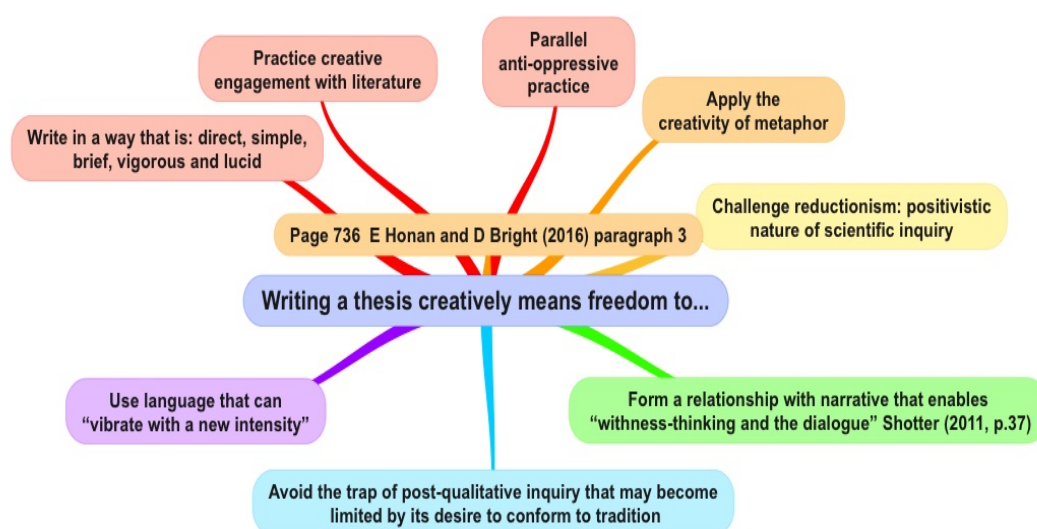 Practice creative
engagement with literature
Parallel
anti-oppressive
practice
Apply the
creativity of metaphor
Write in a way that is: direct, simple,
brief, vigorous and lucid
Challenge reductionism: positivistic
nature of scientific inquiry
Page 736  E Honan and D Bright (2016) paragraph 3
Writing a thesis creatively means freedom to...
Use language that can
“vibrate with a new intensity”
Form a relationship with narrative that enables
“withness-thinking and the dialogue” Shotter (2011, p.37)
Avoid the trap of post-qualitative inquiry that may become
limited by its desire to conform to tradition